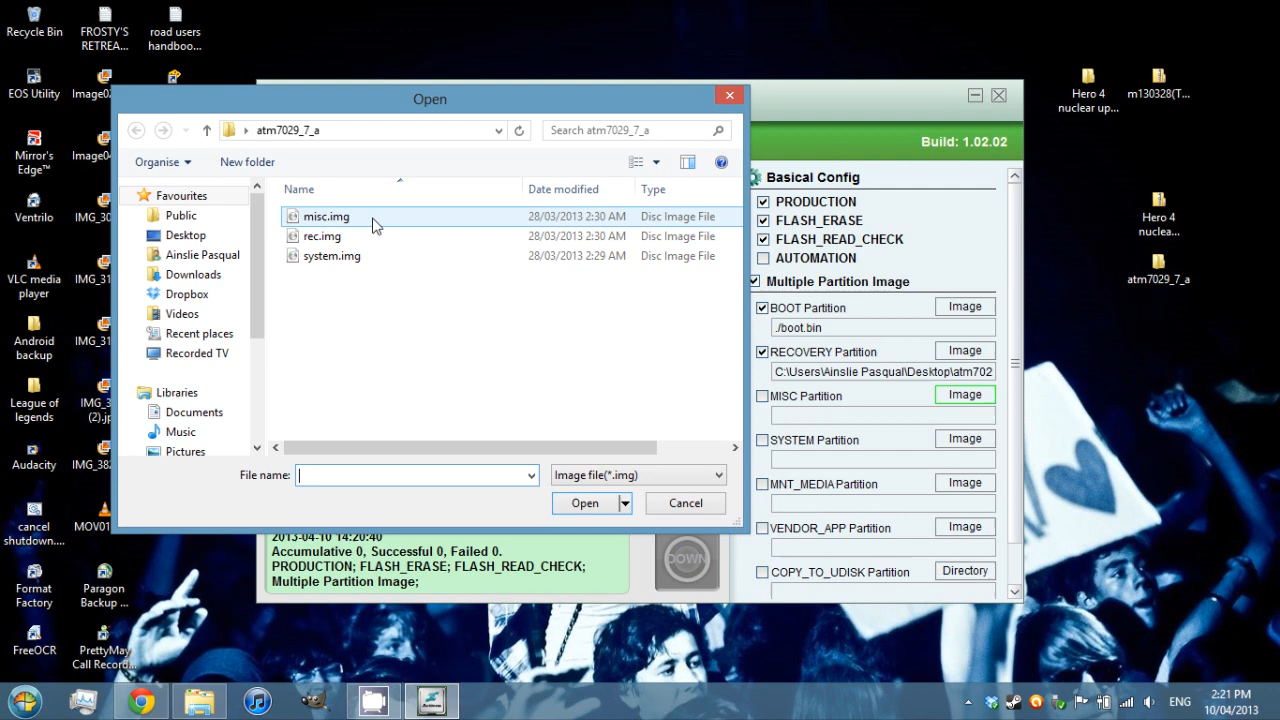 Recycle Bin
FROSTY'S
RETREA...
road users
handboo...
EOS Utility
Image02
Mirror's
Edge™
Image04
Ventrilo
IMG_30
VLC media
player
IMG_31
Android
backup
IMG_37
League of
legends
IMG_3
(2).jp
Audacity
IMG_382
cancel
shutdown....
MOV01
Format
Factory
Paragon
Backup ...
FreeOCR
PrettyMay
Call Record...
Hero 4
nuclear up...
m130328(T...
Hero 4
nuclea...
atm7029_7_a
Open
atm7029_7_a
Search atm7029_7_a
Organise
New folder
Name
Date modified
Type
Favourites
Public
Desktop
Ainslie Pasqual
Downloads
Dropbox
Videos
Recent places
Recorded TV
Libraries
Documents
Music
Pictures
misc.img 28/03/2013 2:30 AM Disc Image File
rec.img 28/03/2013 2:30 AM Disc Image File
system.img 28/03/2013 2:29 AM Disc Image File
File name:
Image file(*.img)
Open
Cancel
Build: 1.02.02
Basical Config
PRODUCTION
FLASH_ERASE
FLASH_READ_CHECK
AUTOMATION
Multiple Partition Image
BOOT Partition Image
./boot.bin
RECOVERY Partition Image
C:\Users\Ainslie Pasqual\Desktop\atm702
MISC Partition Image
SYSTEM Partition Image
MNT_MEDIA Partition Image
VENDOR_APP Partition Image
COPY_TO_UDISK Partition Directory
2013-04-10 14:20:40
Accumulative 0, Successful 0, Failed 0.
PRODUCTION; FLASH_ERASE; FLASH_READ_CHECK;
Multiple Partition Image;
DOWN
ENG
2:21 PM
10/04/2013